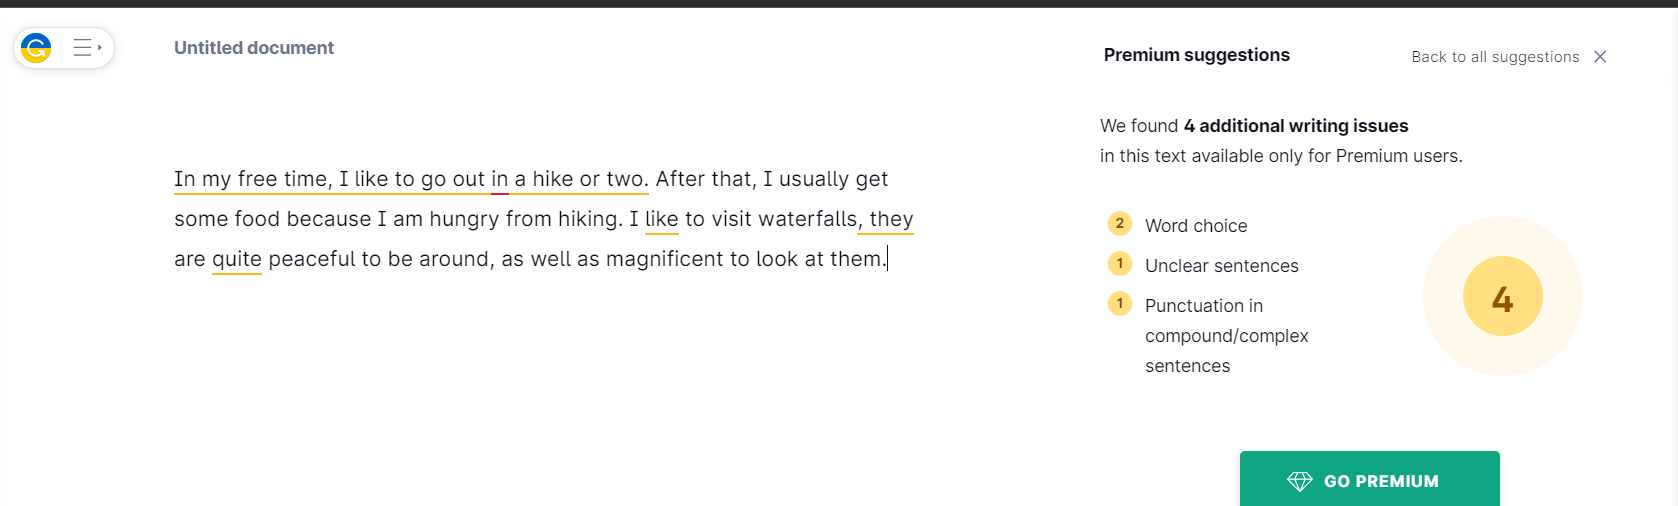 Untitled document
Premium suggestions
Back to all suggestions
We found 4 additional writing issues
in this text available only for Premium users.
In my free time, I like to go out in a hike or two. After that, I usually get
some food because I am hungry from hiking. I like to visit waterfalls, they
are quite peaceful to be around, as well as magnificent to look at them.
2 Word choice
1 Unclear sentences
1 Punctuation in
compound/complex
sentences
4
GO PREMIUM